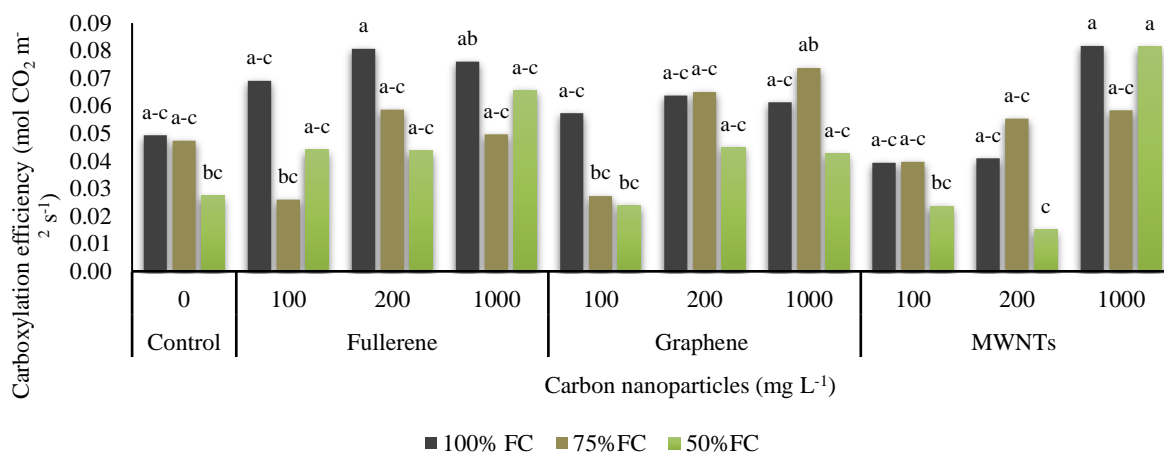 Carboxylation efficiency (mol CO2 m-
2 s-1)
0.09
0.08
0.07
0.06
0.05
0.04
0.03
0.02
0.01
0.00
a-c a-c bc
a-c bc a-c
a a-c a-c
ab a-c a-c
a-c bc bc
a-c a-c a-c
a-c ab a-c
a-c a-c bc
a-c a-c c
a a-c a
0 100 200 1000 100 200 1000 100 200 1000
Control Fullerene Graphene MWNTs
Carbon nanoparticles (mg L-1)
100% FC 75%FC 50%FC